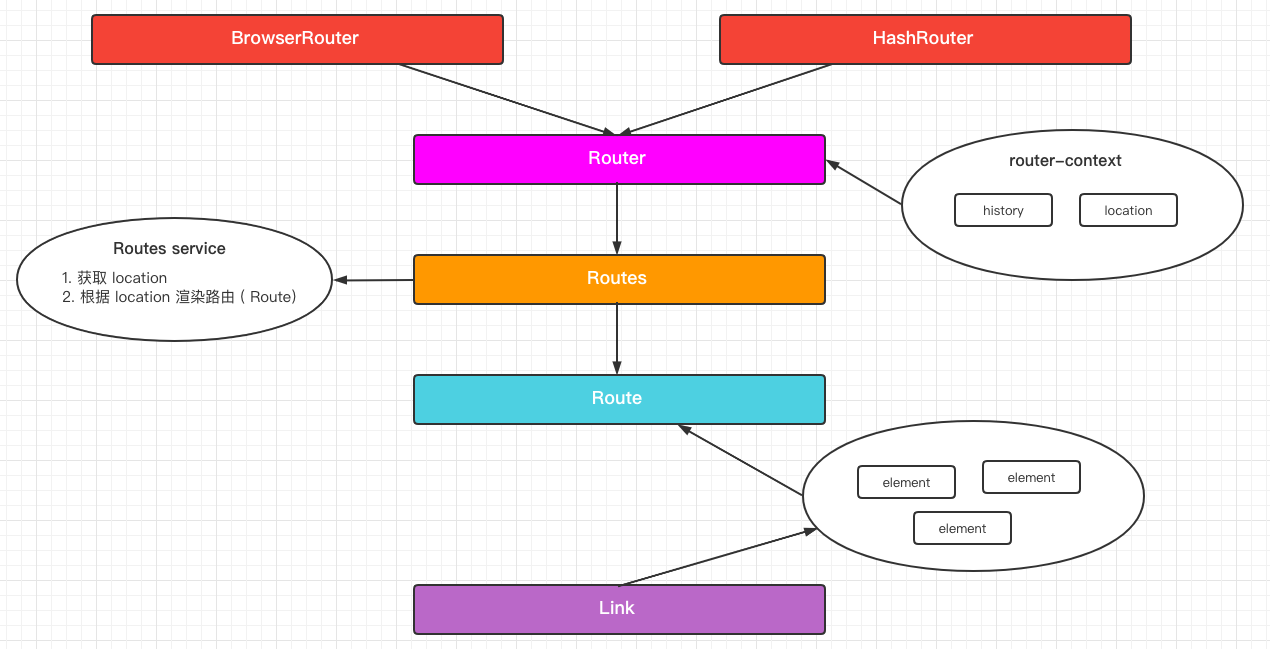 BrowserRouter
HashRouter
Router
router-context
history
location
Routes service
1. 获取 location
2. 根据 location 渲染路由 ( Route)
Routes
Route
element
element
element
Link